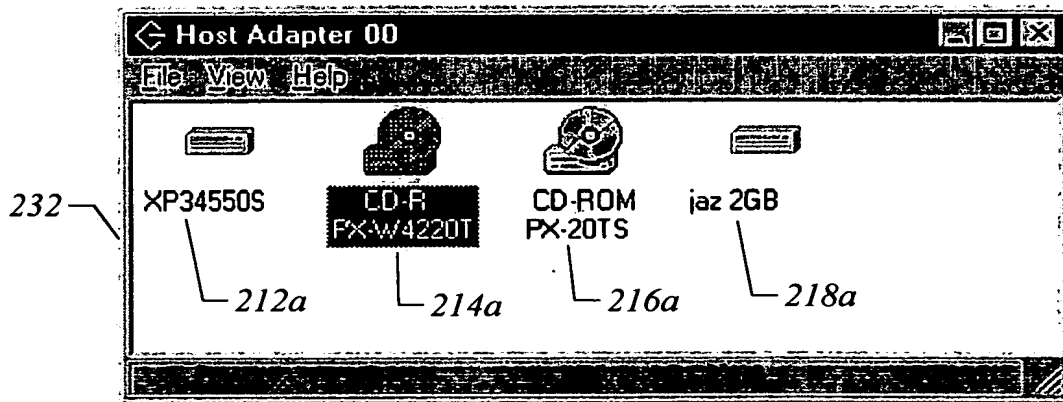 Host Adapter 00
File View Help
XP34550S
CD-R
PX-W4220T
CD-ROM
PX-20TS
jaz 2GB
232
212a
214a
216a
218a